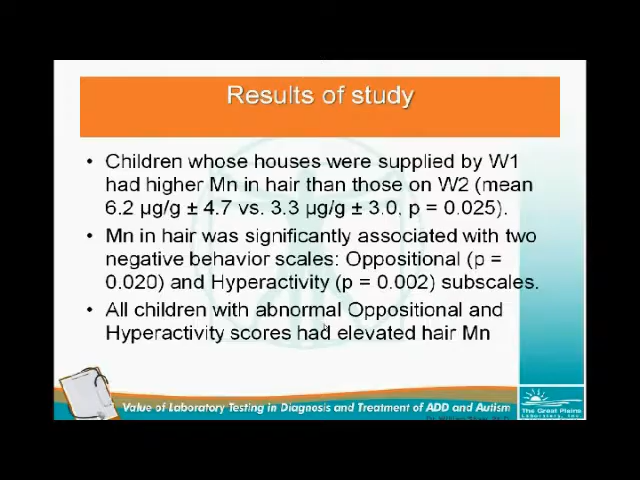 Results of study
• Children whose houses were supplied by W1
had higher Mn in hair than those on W2 (mean
6.2 µg/g ± 4.7 vs. 3.3 µg/g ± 3.0, p = 0.025).
• Mn in hair was significantly associated with two
negative behavior scales: Oppositional (p =
0.020) and Hyperactivity (p = 0.002) subscales.
• All children with abnormal Oppositional and
Hyperactivity scores had elevated hair Mn
Value of Laboratory Testing in Diagnosis and Treatment of ADD and Autism
The Great Plains
Laboratory, Inc.